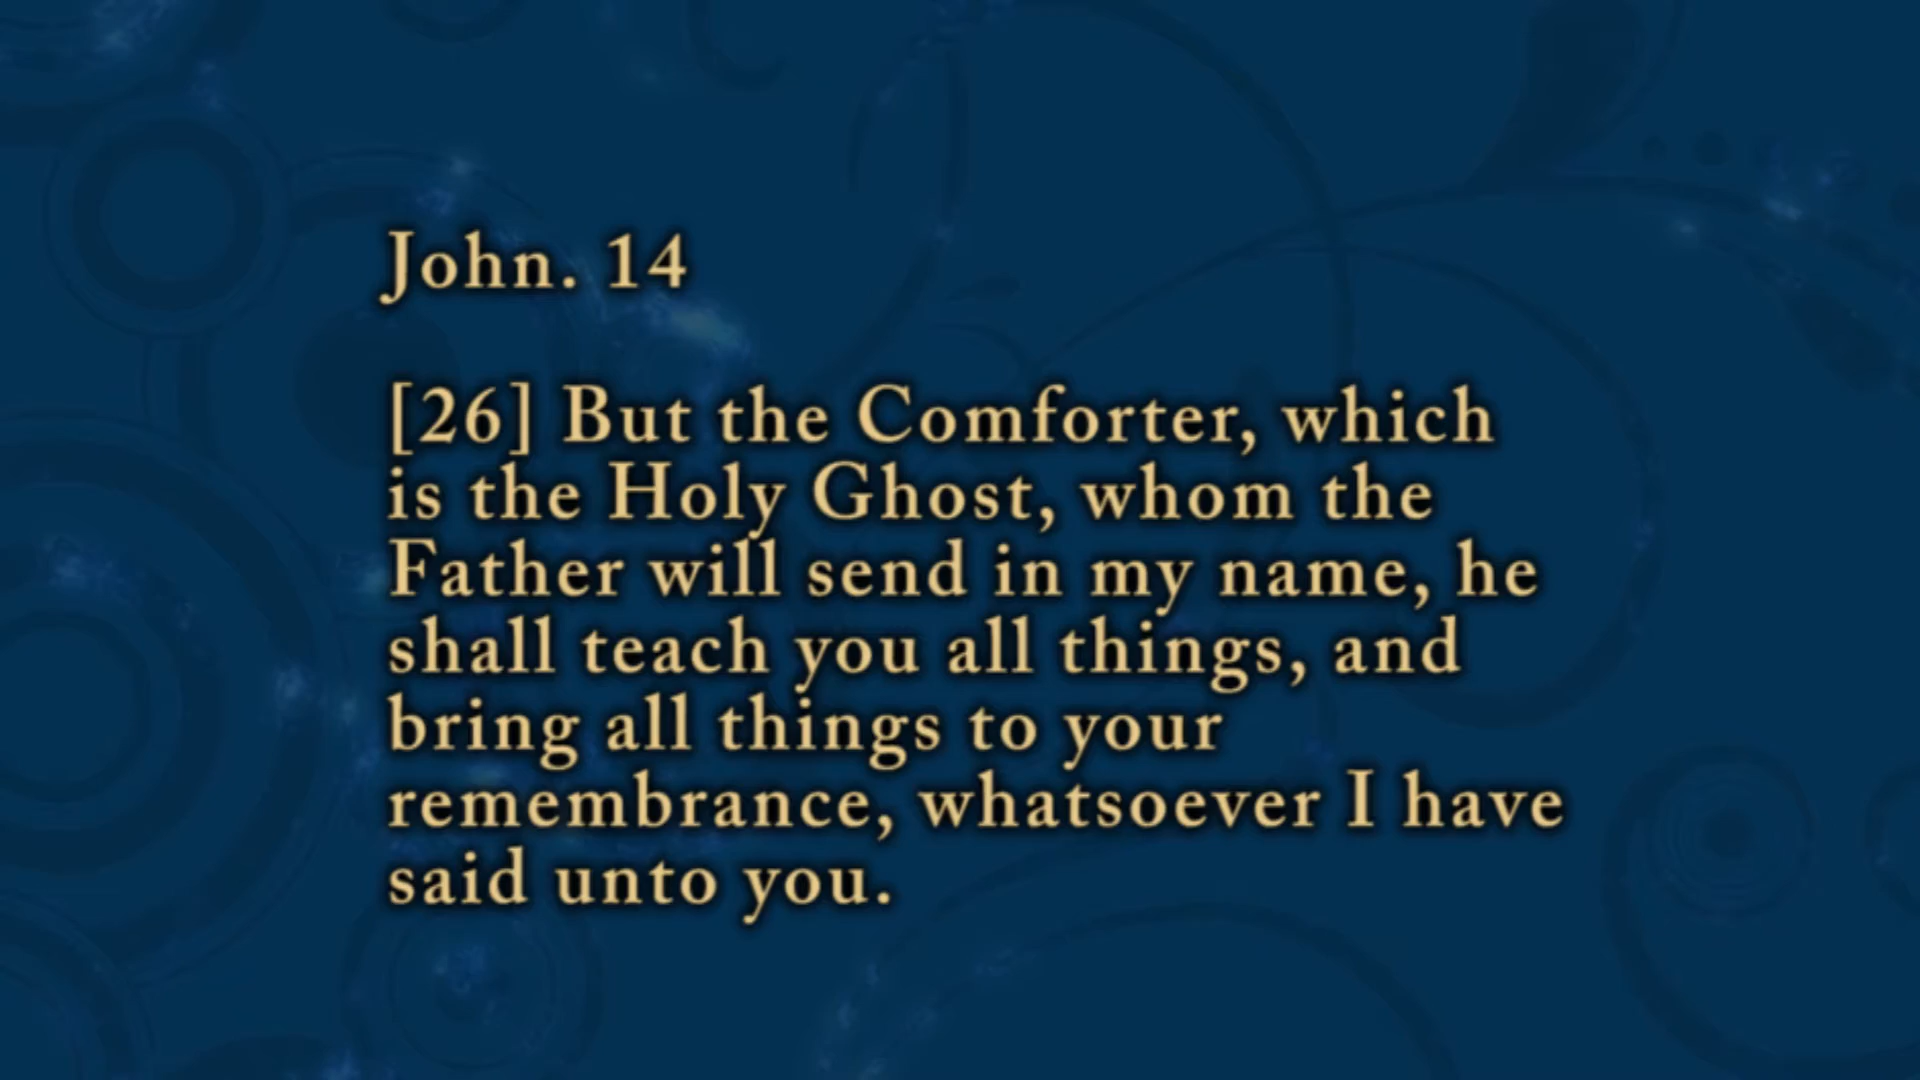 John. 14
[26] But the Comforter, which
is the Holy Ghost, whom the
Father will send in my name, he
shall teach you all things, and
bring all things to your
remembrance, whatsoever I have
said unto you.